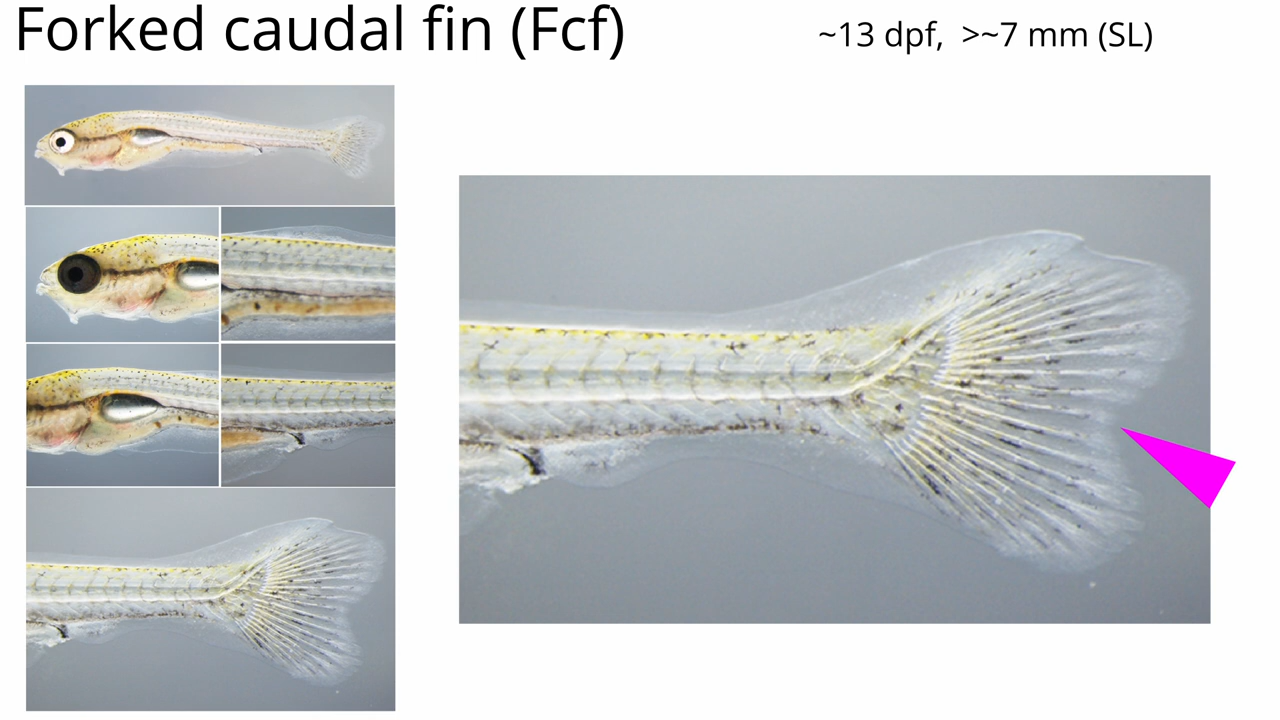 Forked caudal fin (Fcf)
~13 dpf, >~7 mm (SL)